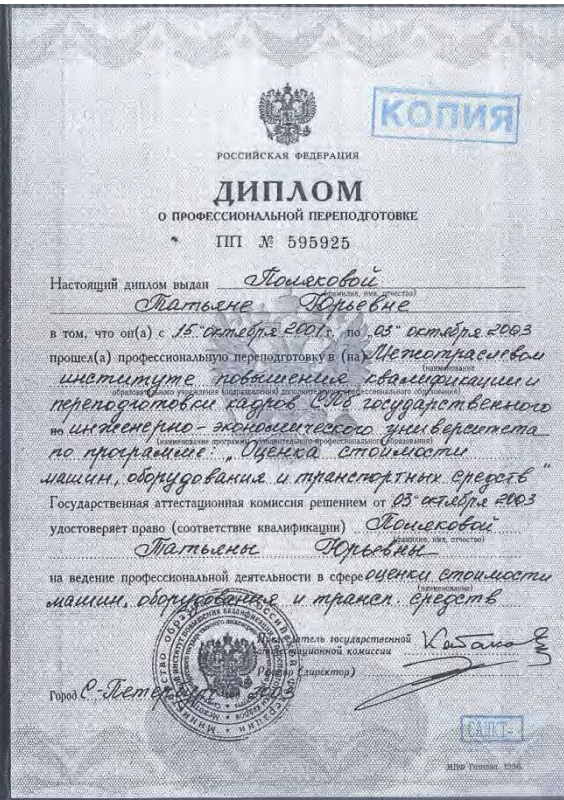 КОПИЯ
РОССИЙСКАЯ ФЕДЕРАЦИЯ
ДИПЛОМ
О ПРОФЕССИОНАЛЬНОЙ ПЕРЕПОДГОТОВКЕ
ПП № 595925
Настоящий диплом выдан Поляковой
(фамилия, имя, отчество)
Татьяне Юрьевне
в том, что он(а) с „15“ октября 2001г. по „03“ октября 2003
прошел(а) профессиональную переподготовку в (на) Межотраслевом
(наименование
институте повышения квалификации и
образовательного учреждения (подразделения) дополнительного профессионального образования)
переподготовки кадров СПб государственного
по инженерно-экономического университета
(наименование программы дополнительного профессионального образования)
по программе: „Оценка стоимости
машин, оборудования и транспортных средств"
Государственная аттестационная комиссия решением от 03 октября 2003
удостоверяет право (соответствие квалификации) Поляковой
(фамилия, имя, отчество)
Татьяны Юрьевны
на ведение профессиональной деятельности в сфере оценки стоимости
(наименование)
машин, оборудования и трансп. средств
Председатель государственной
аттестационной комиссии
Ректор (директор)
Город С.-Петербург 2003
САНКТ-
1996.